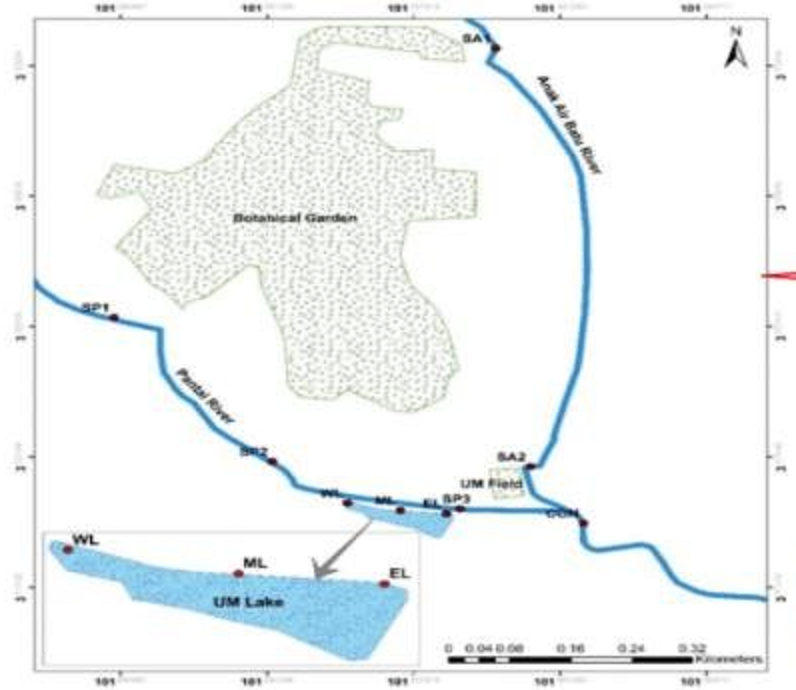 101
101
101
101
101
N
SA1
Anak Air Batu River
Botanical Garden
SP1
Pantai River
SP2
SA2
UM Field
WL
ML
EL
SP3
CON
WL
ML
EL
UM Lake
0 0.04 0.08 0.16 0.24 0.32
Kilometers
101
101
101
101
101